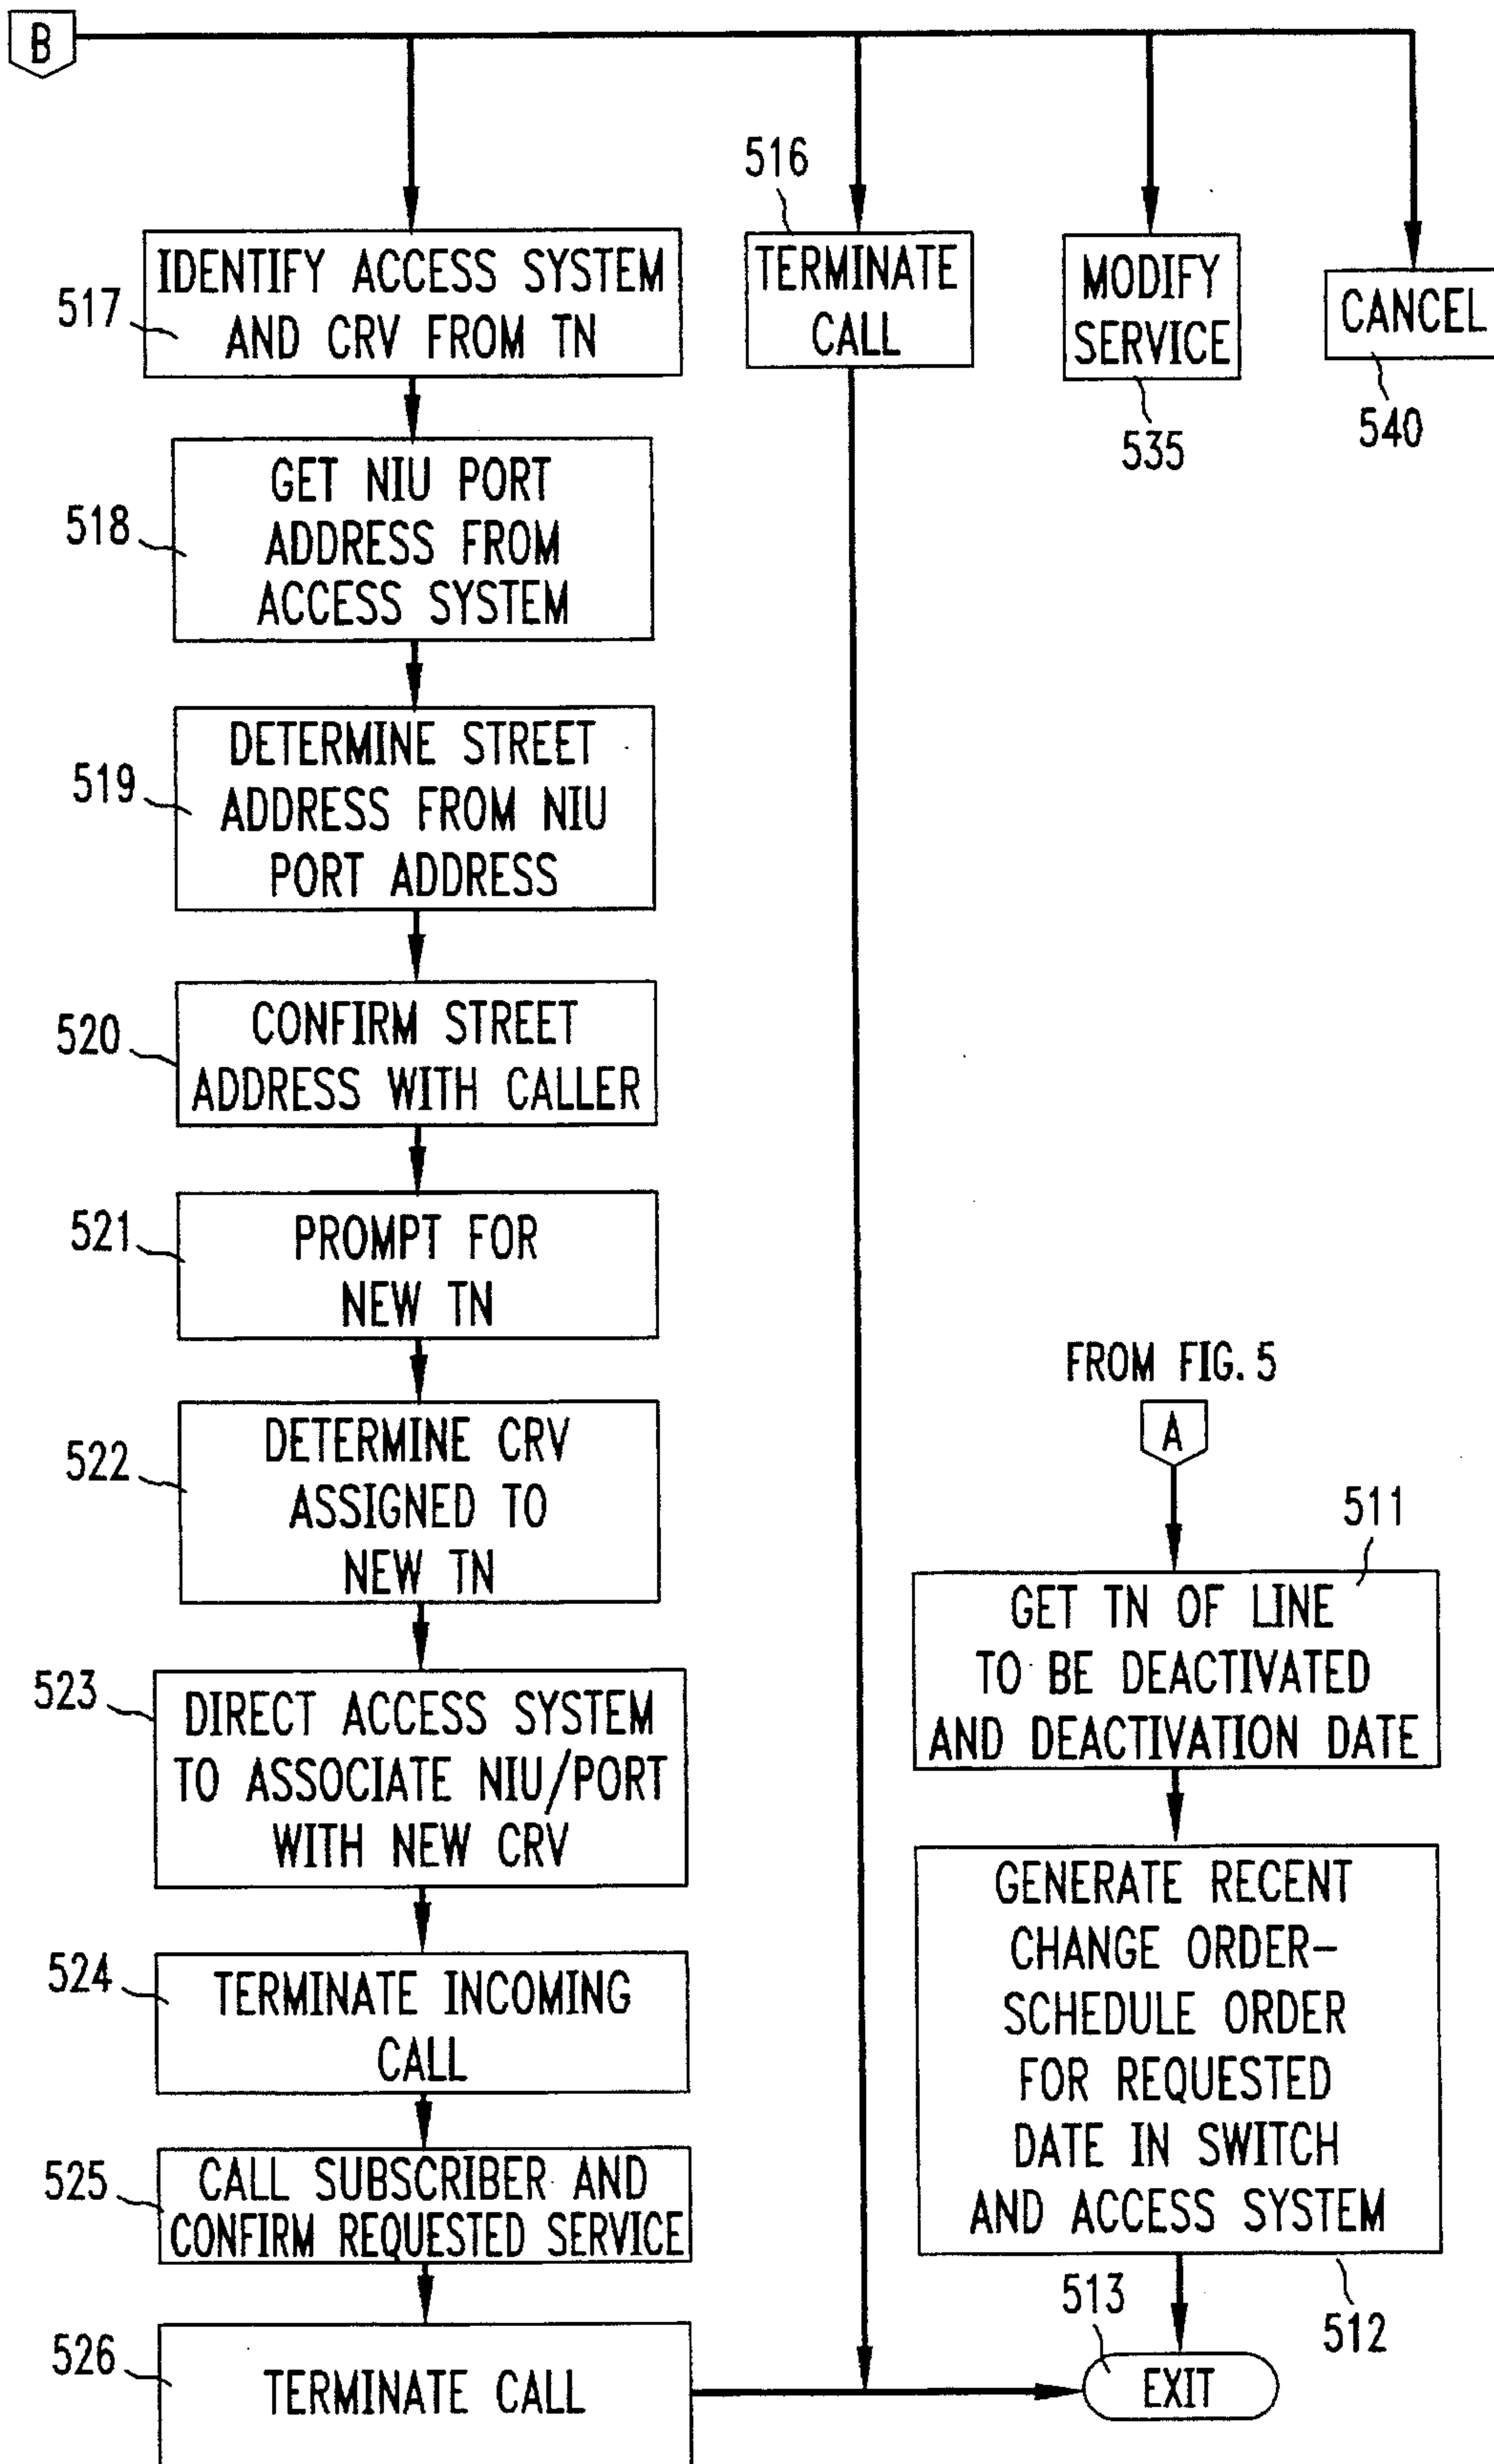 B
517
IDENTIFY ACCESS SYSTEM
AND CRV FROM TN
516
TERMINATE
CALL
MODIFY
SERVICE
535
CANCEL
540
518
GET NIU PORT
ADDRESS FROM
ACCESS SYSTEM
519
DETERMINE STREET
ADDRESS FROM NIU
PORT ADDRESS
520
CONFIRM STREET
ADDRESS WITH CALLER
521
PROMPT FOR
NEW TN
522
DETERMINE CRV
ASSIGNED TO
NEW TN
523
DIRECT ACCESS SYSTEM
TO ASSOCIATE NIU/PORT
WITH NEW CRV
524
TERMINATE INCOMING
CALL
525
CALL SUBSCRIBER AND
CONFIRM REQUESTED SERVICE
526
TERMINATE CALL
FROM FIG. 5
A
511
GET TN OF LINE
TO BE DEACTIVATED
AND DEACTIVATION DATE
GENERATE RECENT
CHANGE ORDER-
SCHEDULE ORDER
FOR REQUESTED
DATE IN SWITCH
AND ACCESS SYSTEM
512
513
EXIT